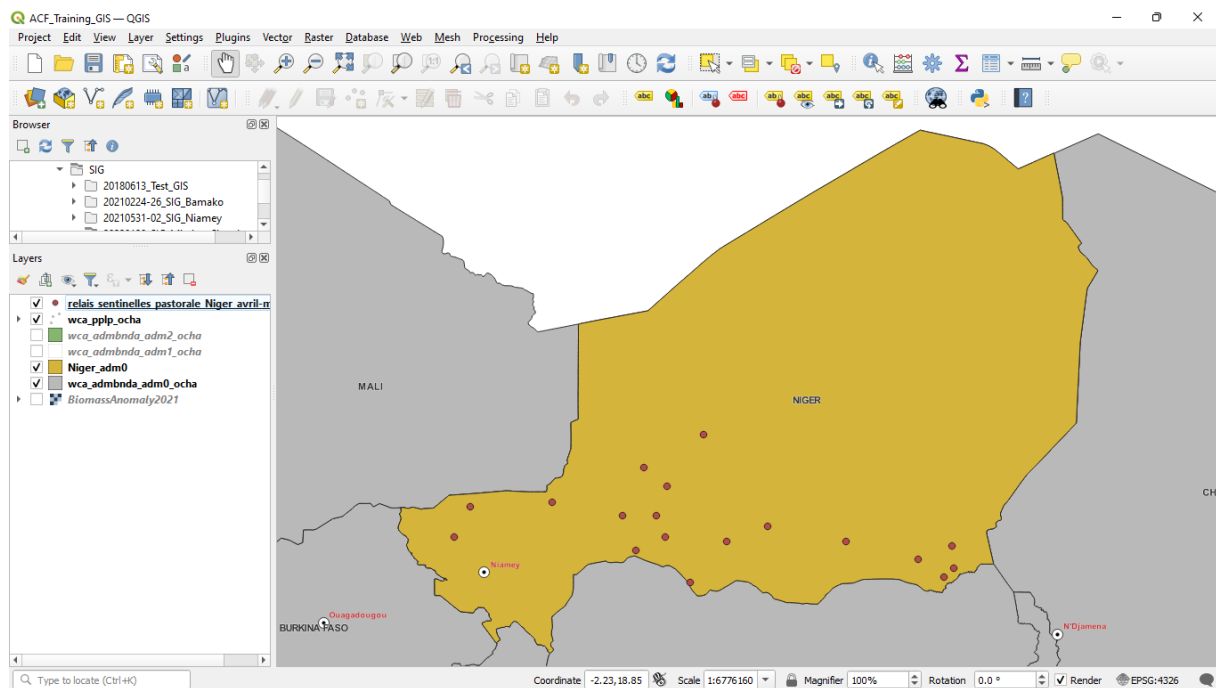 ACF_Training_GIS — QGIS
Project Edit View Layer Settings Plugins Vector Raster Database Web Mesh Processing Help
Browser
SIG
20180613_Test_GIS
20210224-26_SIG_Bamako
20210531-02_SIG_Niamey
Layers
relais sentinelles pastorale Niger avril-m
wca_pplp_ocha
wca_admbnda_adm2_ocha
wca_admbnda_adm1_ocha
Niger_adm0
wca_admbnda_adm0_ocha
BiomassAnomaly2021
MALI
NIGER
CH
Niamey
Ouagadougou
BURKINA FASO
N'Djamena
Type to locate (Ctrl+K)
Coordinate -2.23,18.85 Scale 1:6776160 Magnifier 100% Rotation 0.0 ° Render EPSG:4326